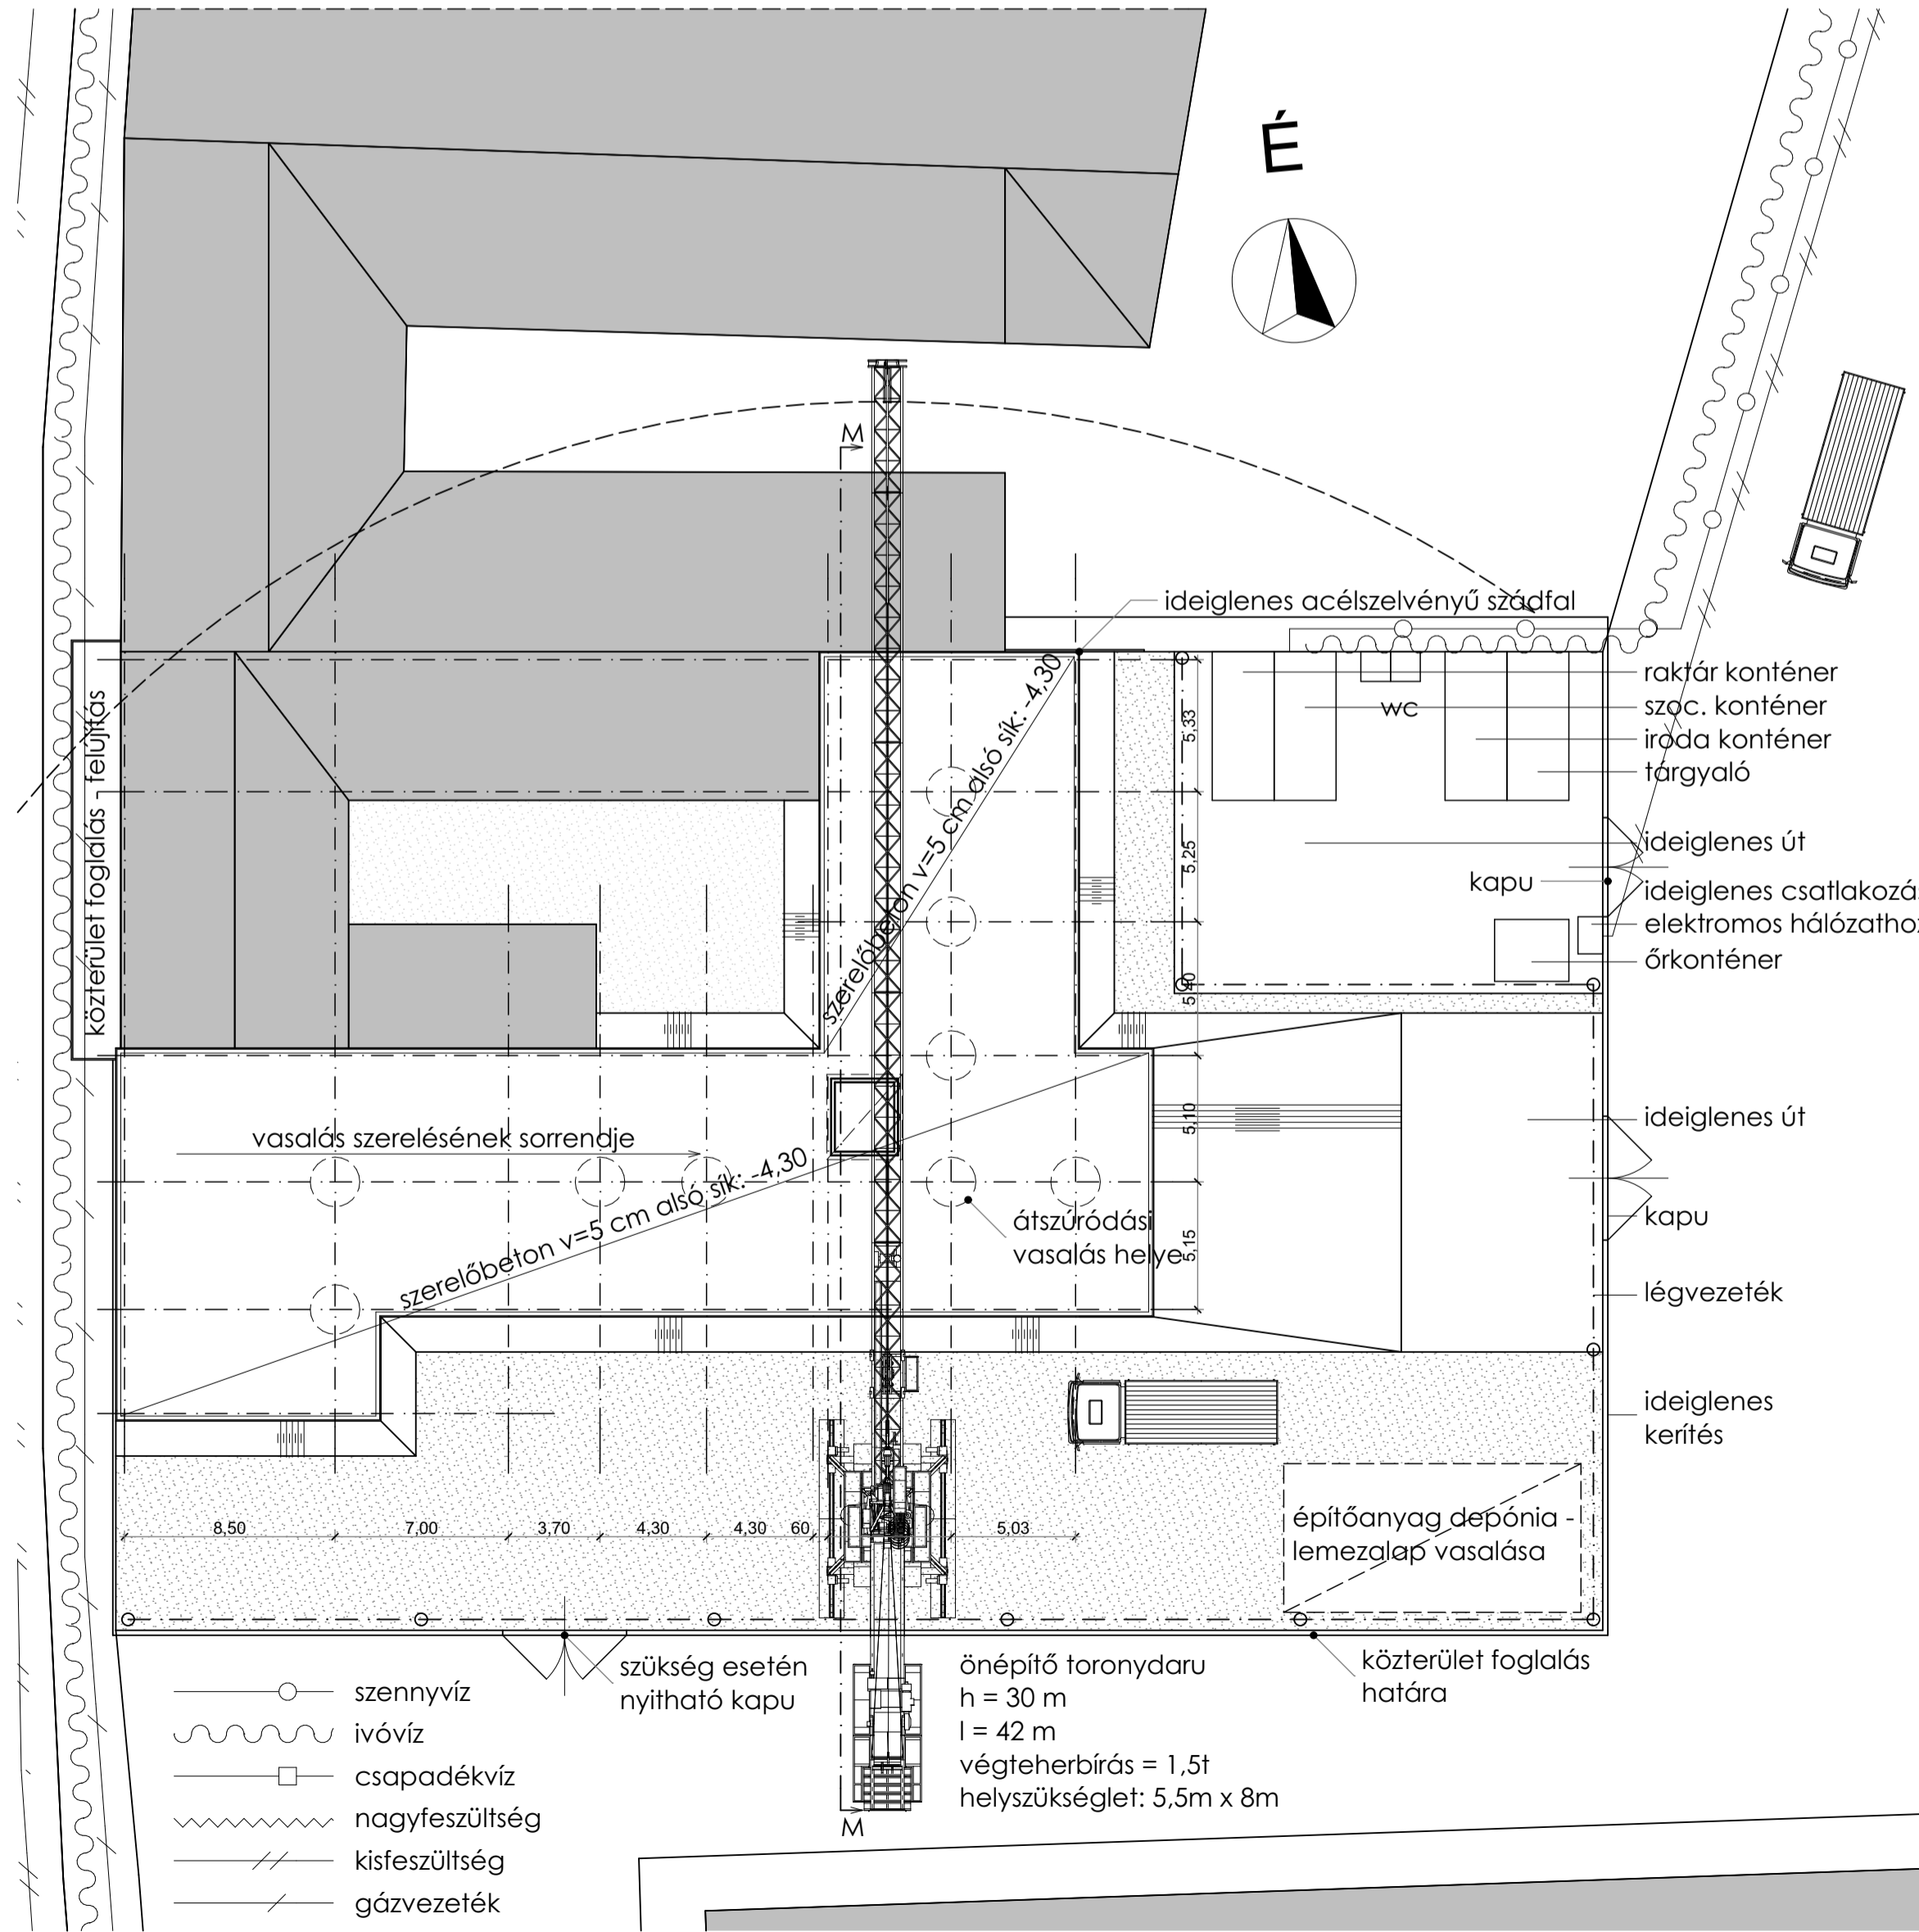 É
M
ideiglenes acélszelvényű szádfal
raktár konténer
szoc. konténer
wc
iroda konténer
tárgyaló
ideiglenes út
kapu
ideiglenes csatlakozás
elektromos hálózathoz
őrkonténer
közterület foglalás - felújítás
szerelőbeton v=5 cm alsó sík: -4,30
5,33
5,25
5,40
5,10
5,15
ideiglenes út
kapu
légvezeték
ideiglenes
kerítés
vasalás szerelésének sorrendje
szerelőbeton v=5 cm alsó sík: -4,30
átszúródási
vasalás helye
8,50
7,00
3,70
4,30
4,30
60
5,03
építőanyag depónia -
lemezalap vasalása
szükség esetén
nyitható kapu
önépítő toronydaru
h = 30 m
l = 42 m
végteherbírás = 1,5t
helyszükséglet: 5,5m x 8m
közterület foglalás
határa
M
szennyvíz
ivóvíz
csapadékvíz
nagyfeszültség
kisfeszültség
gázvezeték